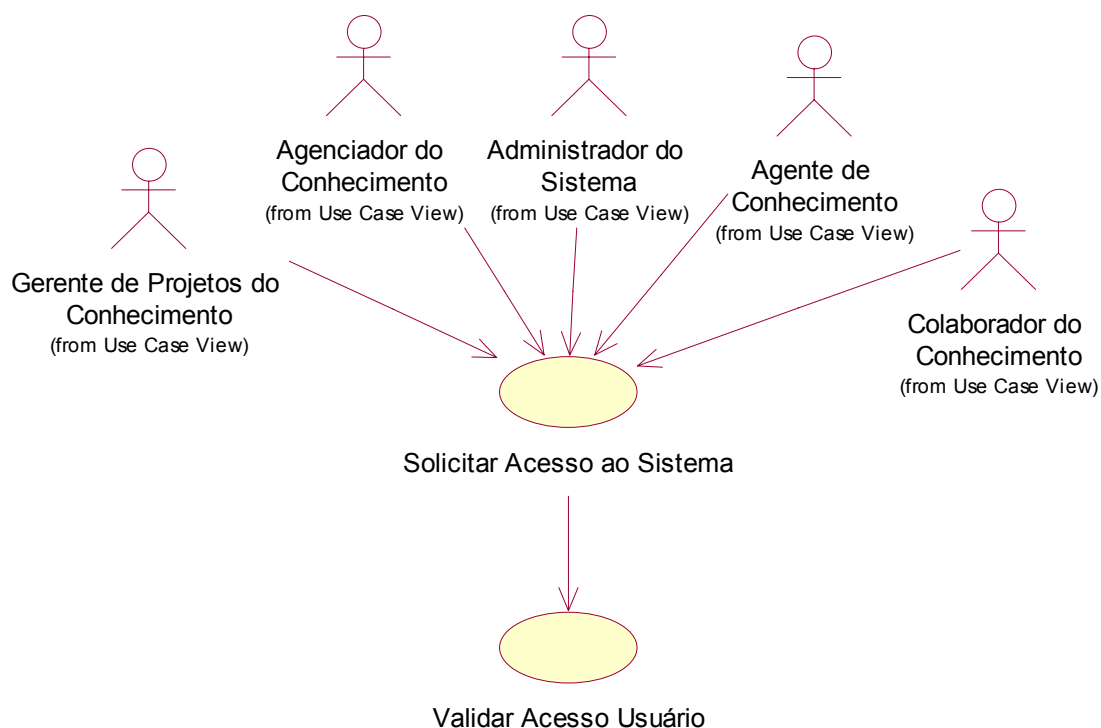 Agenciador do
Conhecimento
(from Use Case View)
Administrador do
Sistema
(from Use Case View)
Agente de
Conhecimento
(from Use Case View)
Gerente de Projetos do
Conhecimento
(from Use Case View)
Colaborador do
Conhecimento
(from Use Case View)
Solicitar Acesso ao Sistema
Validar Acesso Usuário